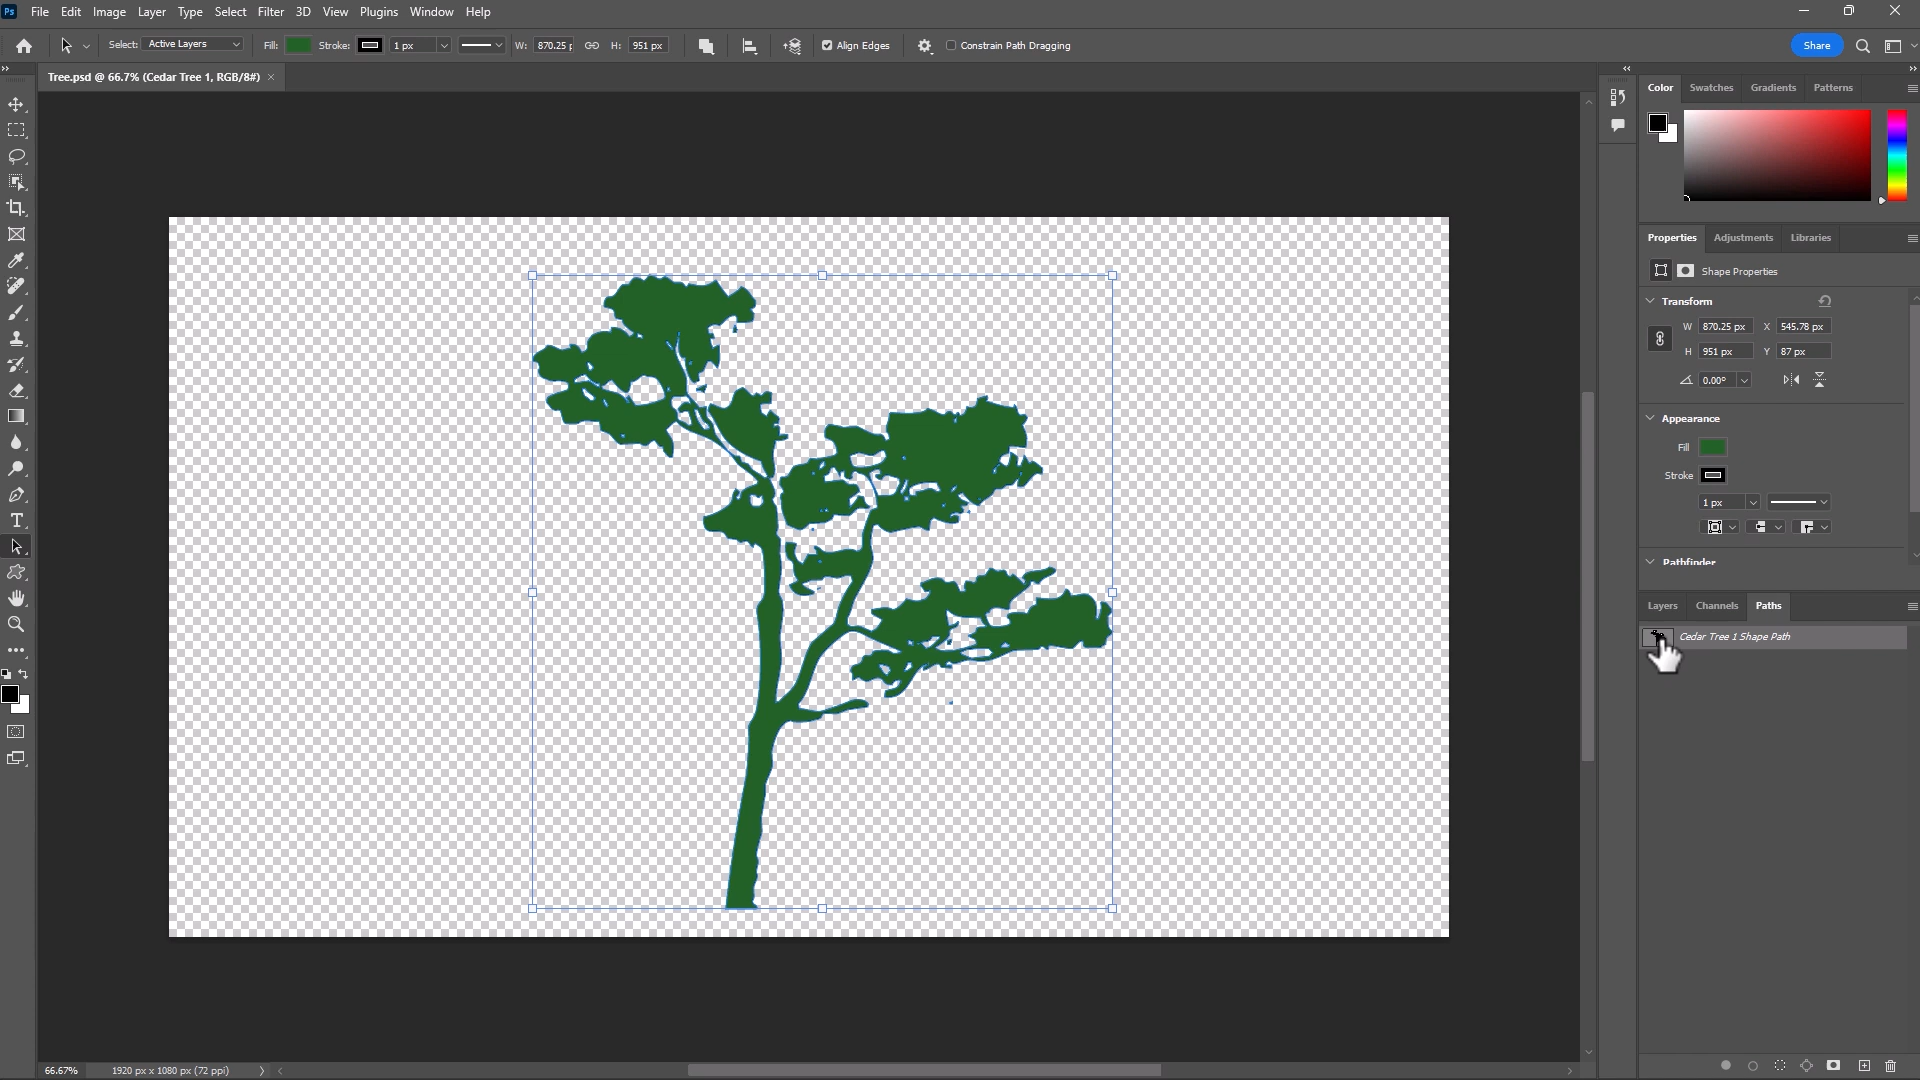 Ps File Edit Image Layer Type Select Filter 3D View Plugins Window Help
Select: Active Layers Fill: Stroke: 1 px W: 870.25 p H: 951 px Align Edges Constrain Path Dragging Share
Tree.psd @ 66.7% (Cedar Tree 1, RGB/8#) ×
Color Swatches Gradients Patterns
Properties Adjustments Libraries
Shape Properties
Transform
W 870.25 px X 545.78 px
H 951 px Y 87 px
0.00°
Appearance
Fill
Stroke
1 px
Pathfinder
Layers Channels Paths
Cedar Tree 1 Shape Path
66.67% 1920 px x 1080 px (72 ppi)